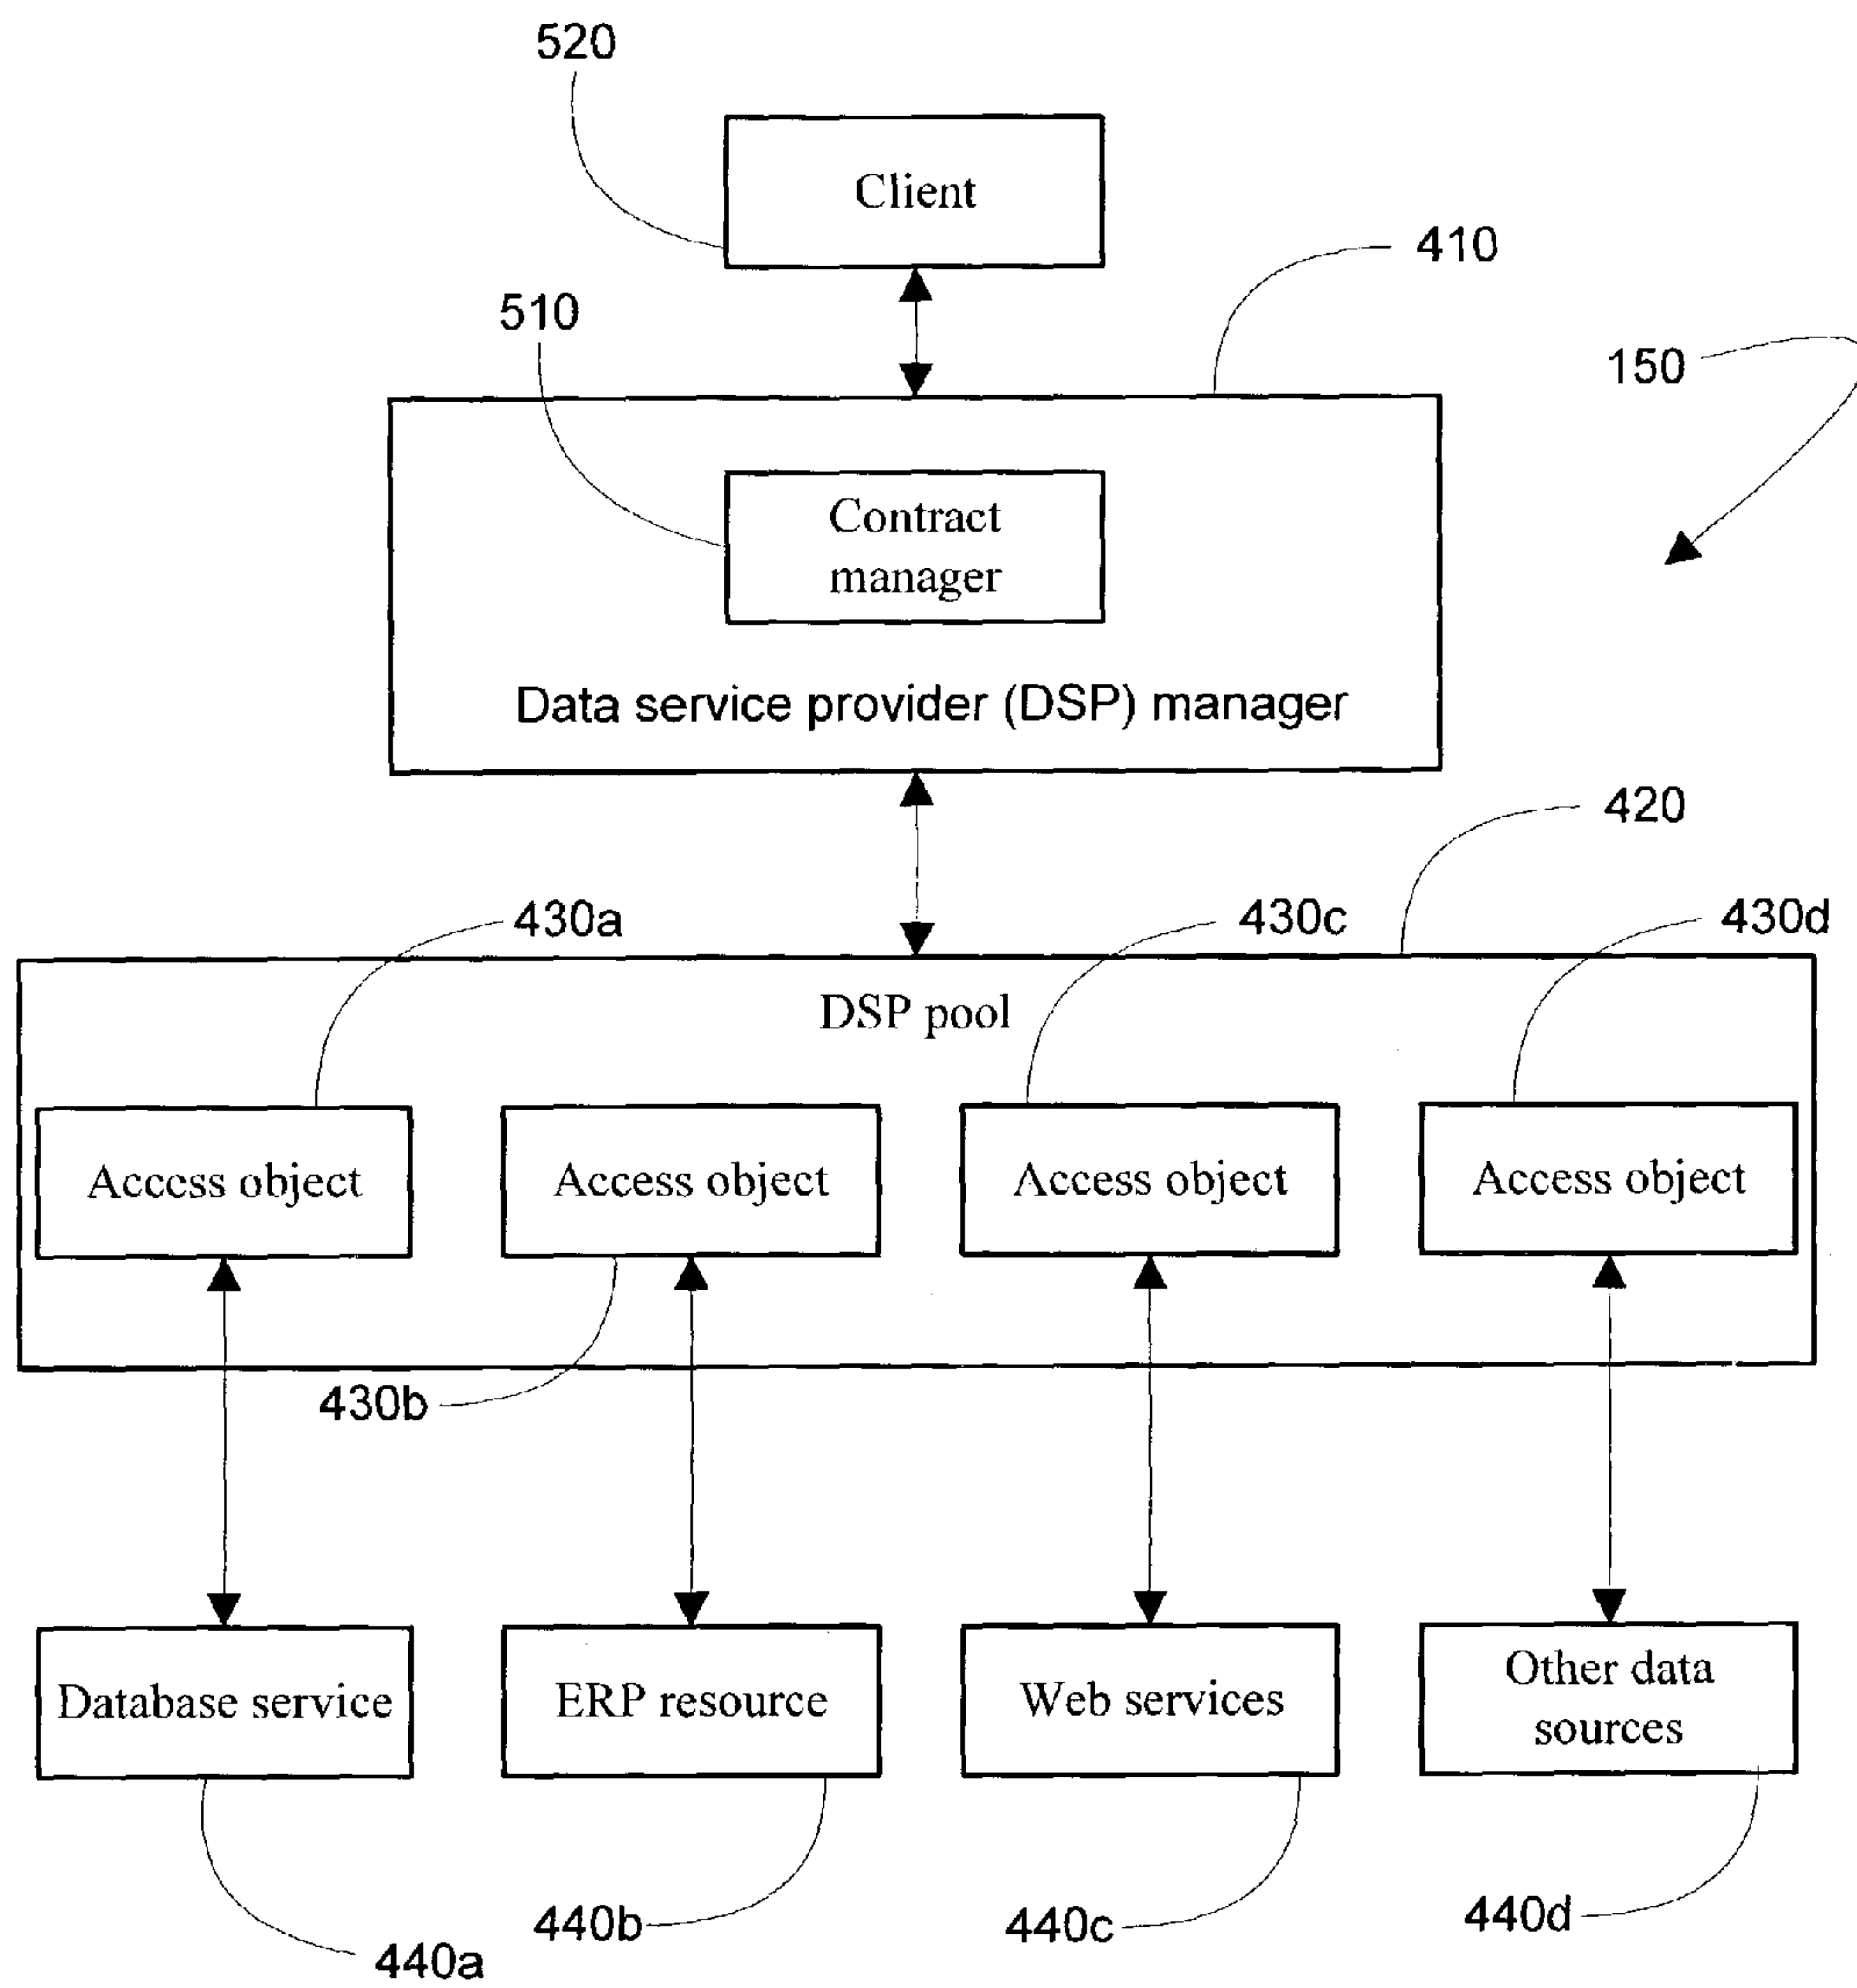 520
Client
410
510
150
Contract
manager
Data service provider (DSP) manager
420
430a
430c
430d
DSP pool
Access object
Access object
Access object
Access object
430b
Database service
ERP resource
Web services
Other data
sources
440a
440b
440c
440d